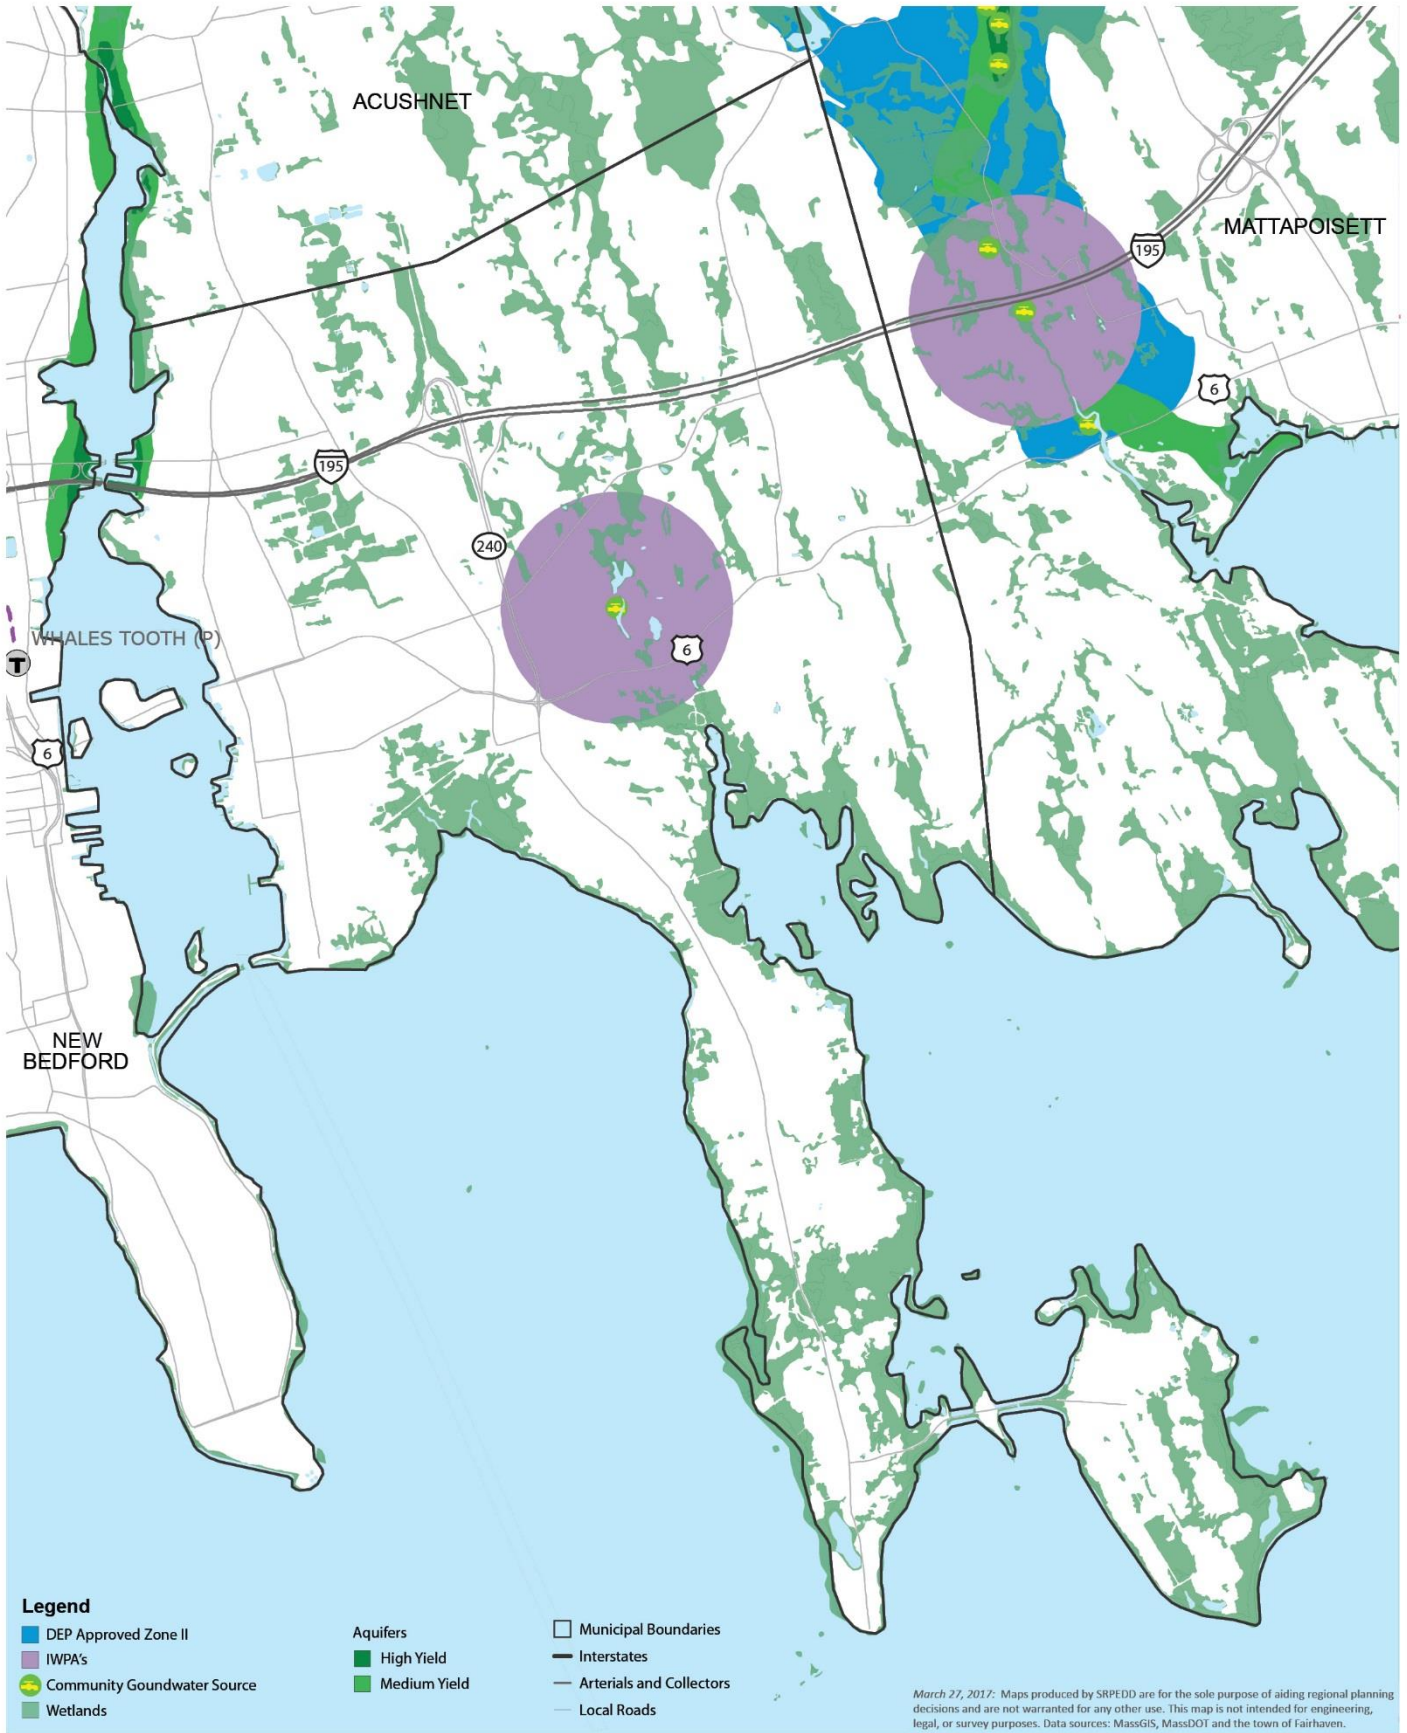 ACUSHNET
MATTAPOISETT
195
6
195
240
WHALES TOOTH (P)
T
6
6
NEW
BEDFORD
Legend
DEP Approved Zone II
IWPA's
Community Goundwater Source
Wetlands
Aquifers
High Yield
Medium Yield
Municipal Boundaries
Interstates
Arterials and Collectors
Local Roads
March 27, 2017: Maps produced by SRPEDD are for the sole purpose of aiding regional planning
decisions and are not warranted for any other use. This map is not intended for engineering,
legal, or survey purposes. Data sources: MassGIS, MassDOT and the town of Fairhaven.